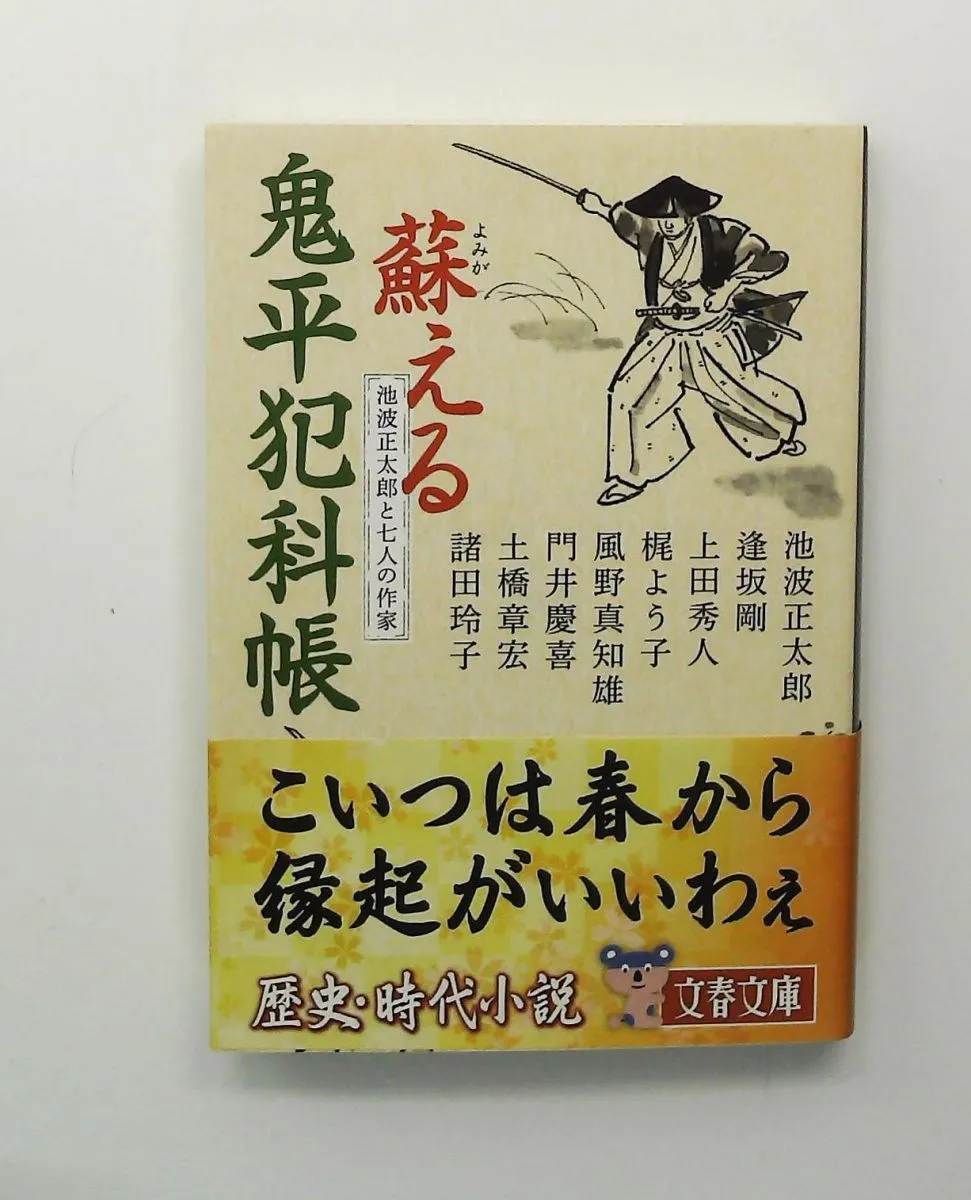 蘇える
よみが
鬼平犯科帳
池波正太郎と七人の作家
池波正太郎
逢坂剛
上田秀人
梶よう子
風野真知雄
門井慶喜
土橋章宏
諸田玲子
こいつは春から
縁起がいいわぇ
歴史・時代小説
文春文庫